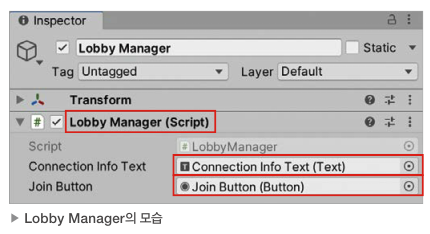 Inspector
Lobby Manager Static
Tag Untagged Layer Default
Transform
# Lobby Manager (Script)
Script # LobbyManager
Connection Info Text T Connection Info Text (Text)
Join Button Join Button (Button)
▶ Lobby Manager의 모습